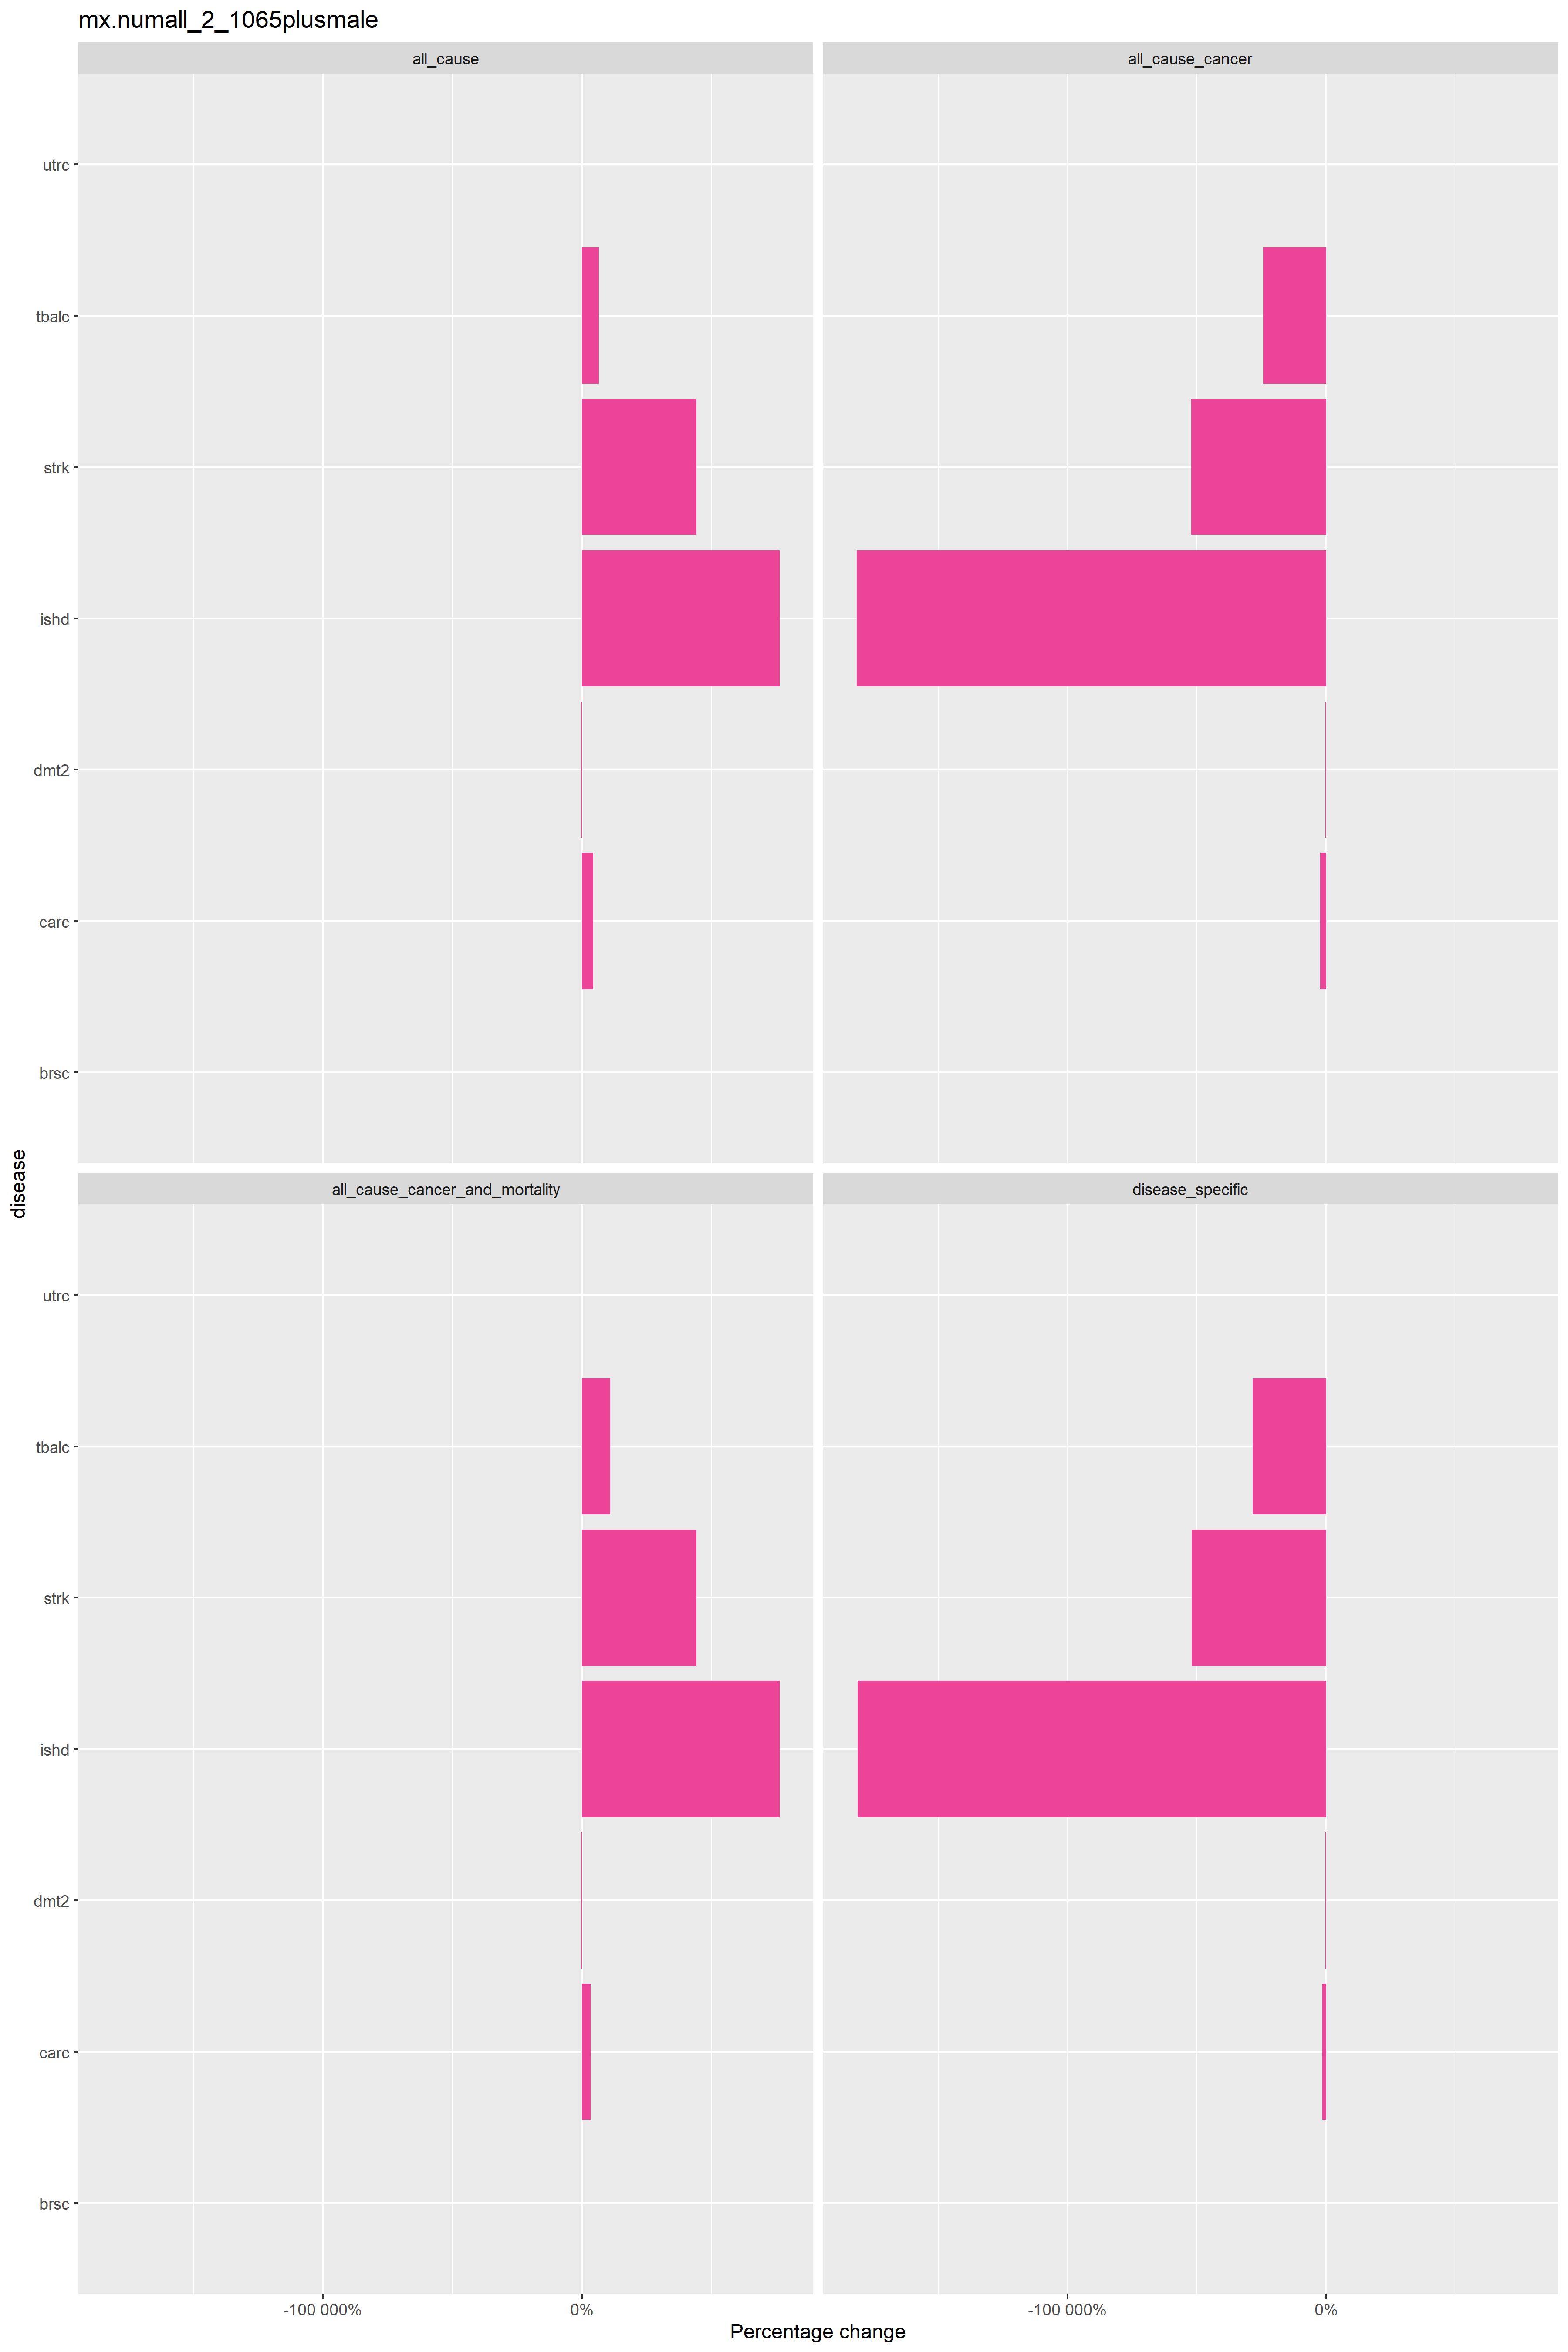 mx.numall_2_1065plusmale
all_cause
all_cause_cancer
utrc
tbalc
strk
ishd
dmt2
carc
brsc
disease
all_cause_cancer_and_mortality
disease_specific
utrc
tbalc
strk
ishd
dmt2
carc
brsc
-100 000%
0%
-100 000%
0%
Percentage change